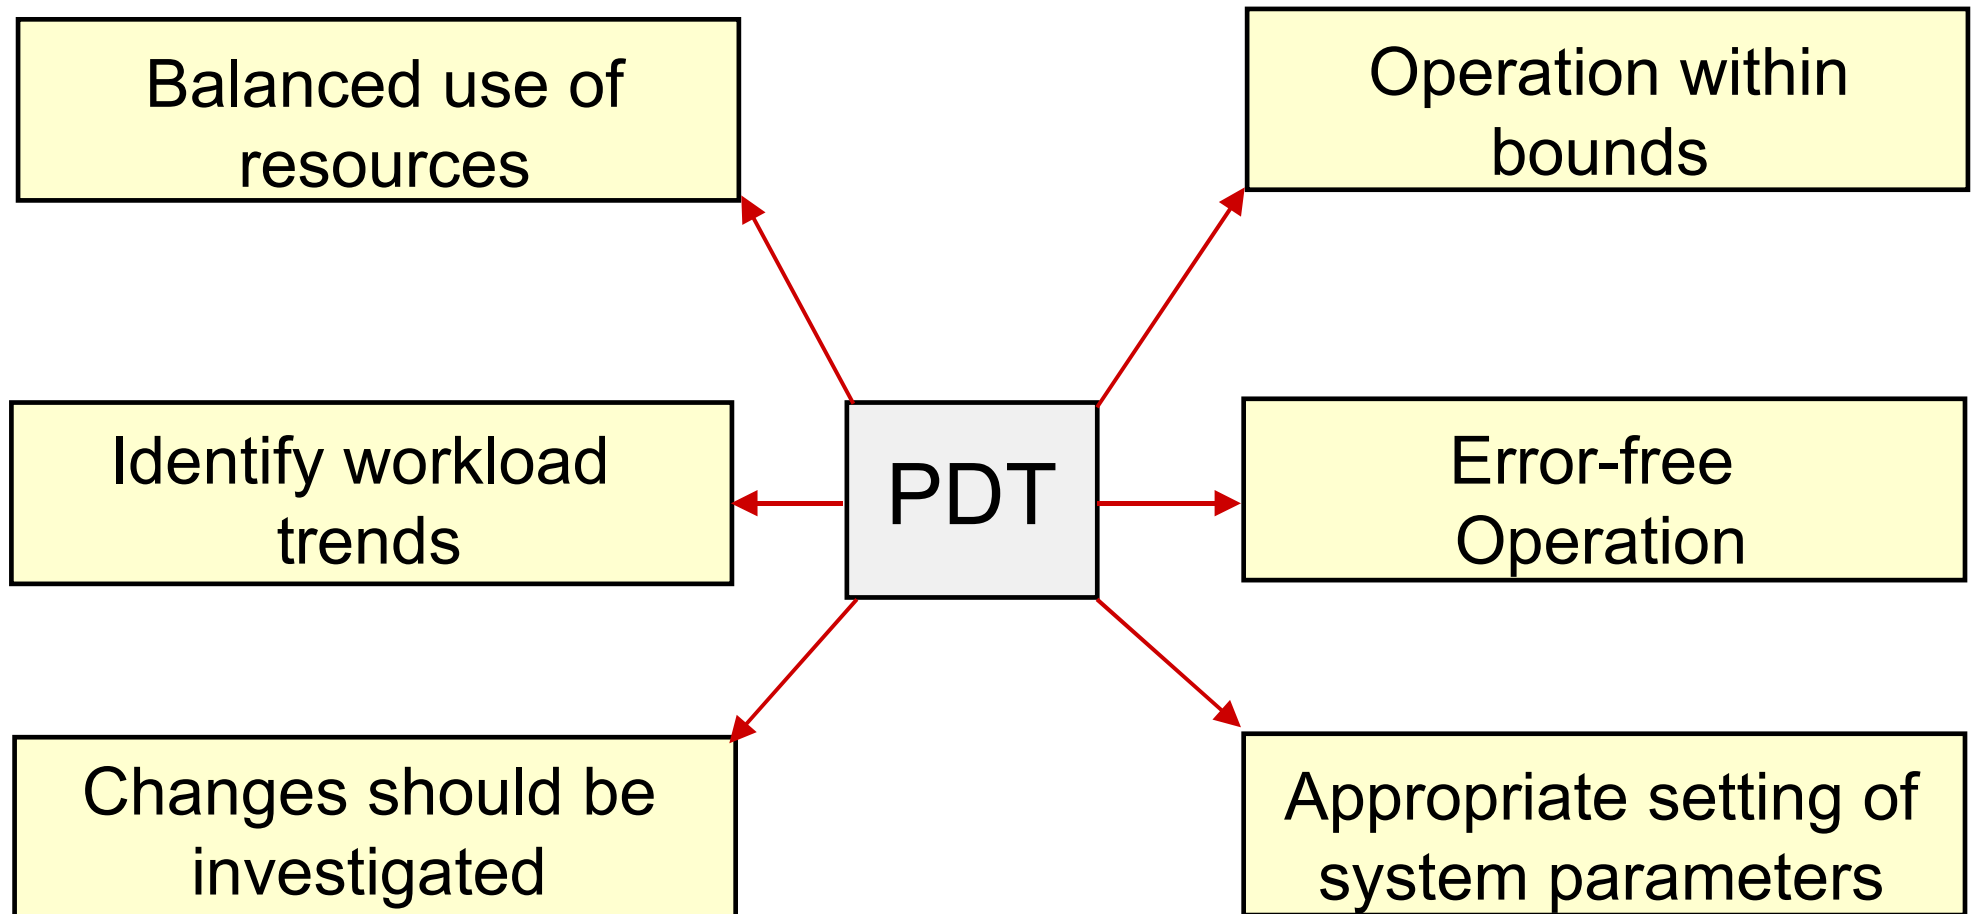 Balanced use of
resources
Operation within
bounds
Identify workload
trends
PDT
Error-free
Operation
Changes should be
investigated
Appropriate setting of
system parameters